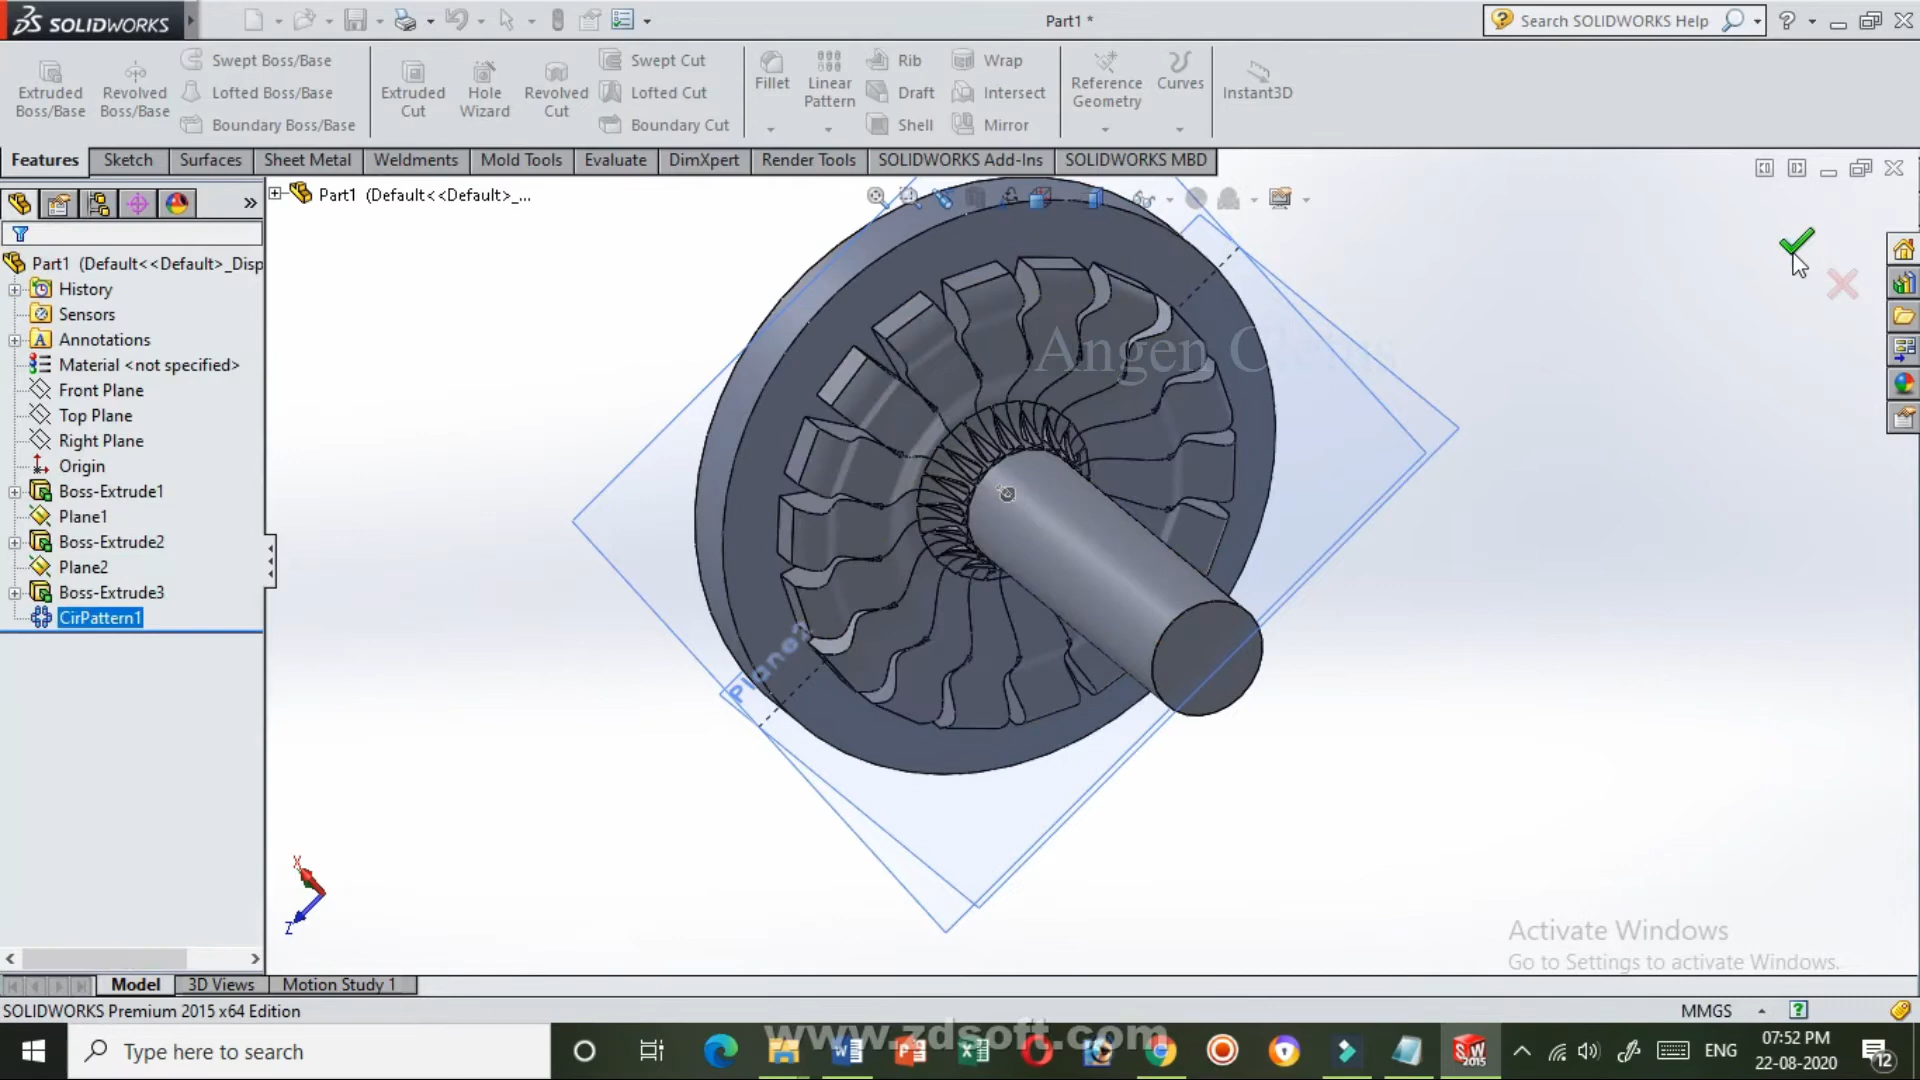 SOLIDWORKS
Part1 *
Search SOLIDWORKS Help
Extruded Boss/Base
Revolved Boss/Base
Swept Boss/Base
Lofted Boss/Base
Boundary Boss/Base
Extruded Cut
Hole Wizard
Revolved Cut
Swept Cut
Lofted Cut
Boundary Cut
Fillet
Linear Pattern
Rib
Draft
Shell
Wrap
Intersect
Mirror
Reference Geometry
Curves
Instant3D
Features
Sketch
Surfaces
Sheet Metal
Weldments
Mold Tools
Evaluate
DimXpert
Render Tools
SOLIDWORKS Add-Ins
SOLIDWORKS MBD
Part1 (Default<<Default>_...
Part1 (Default<<Default>_Disp
History
Sensors
Annotations
Material <not specified>
Front Plane
Top Plane
Right Plane
Origin
Boss-Extrude1
Plane1
Boss-Extrude2
Plane2
Boss-Extrude3
CirPattern1
Angen
Plane2
X
Z
Activate Windows
Go to Settings to activate Windows.
Model
3D Views
Motion Study 1
SOLIDWORKS Premium 2015 x64 Edition
MMGS
www.zdsoft.com
Type here to search
SW 2015
ENG
07:52 PM
22-08-2020
12